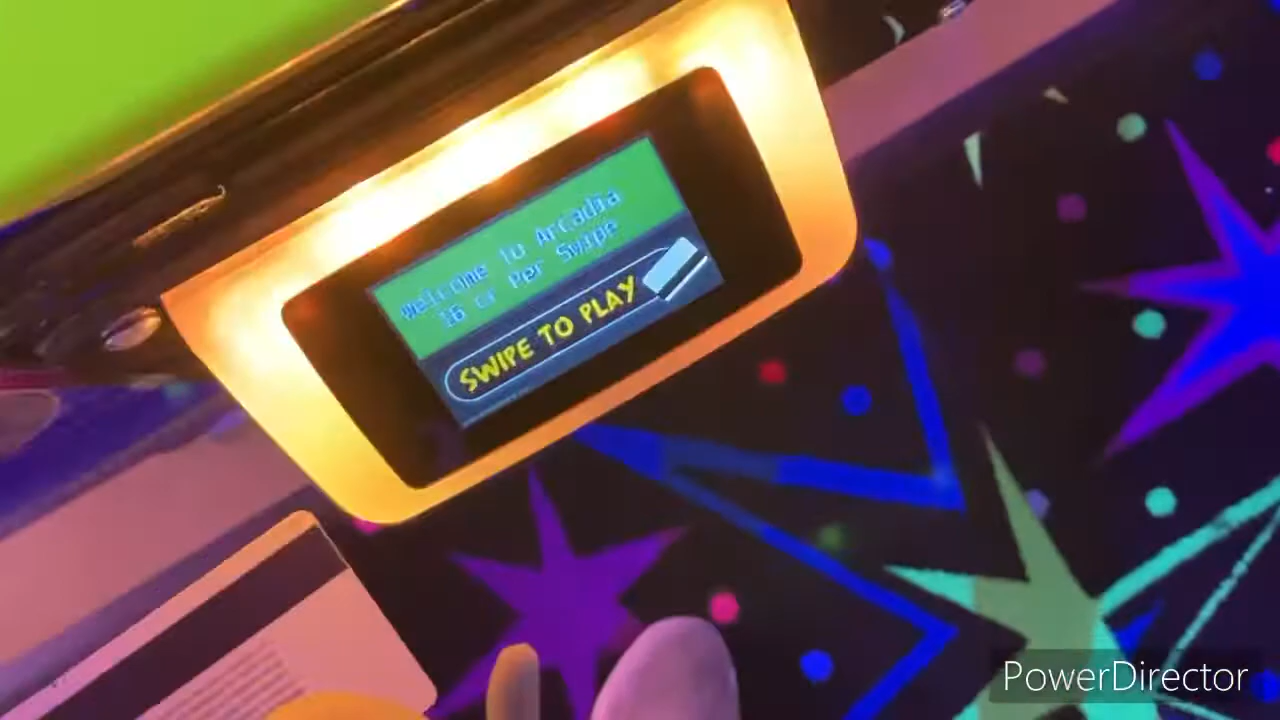 Welcome to Arcadia
16 cr Per Swipe
SWIPE TO PLAY
PowerDirector